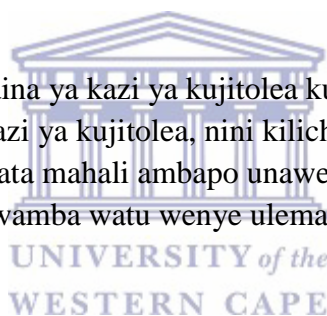 ina ya kazi ya kujitolea ku
azi ya kujitolea, nini kilich
ata mahali ambapo unawe
wamba watu wenye ulema
UNIVERSITY of the
WESTERN CAPE